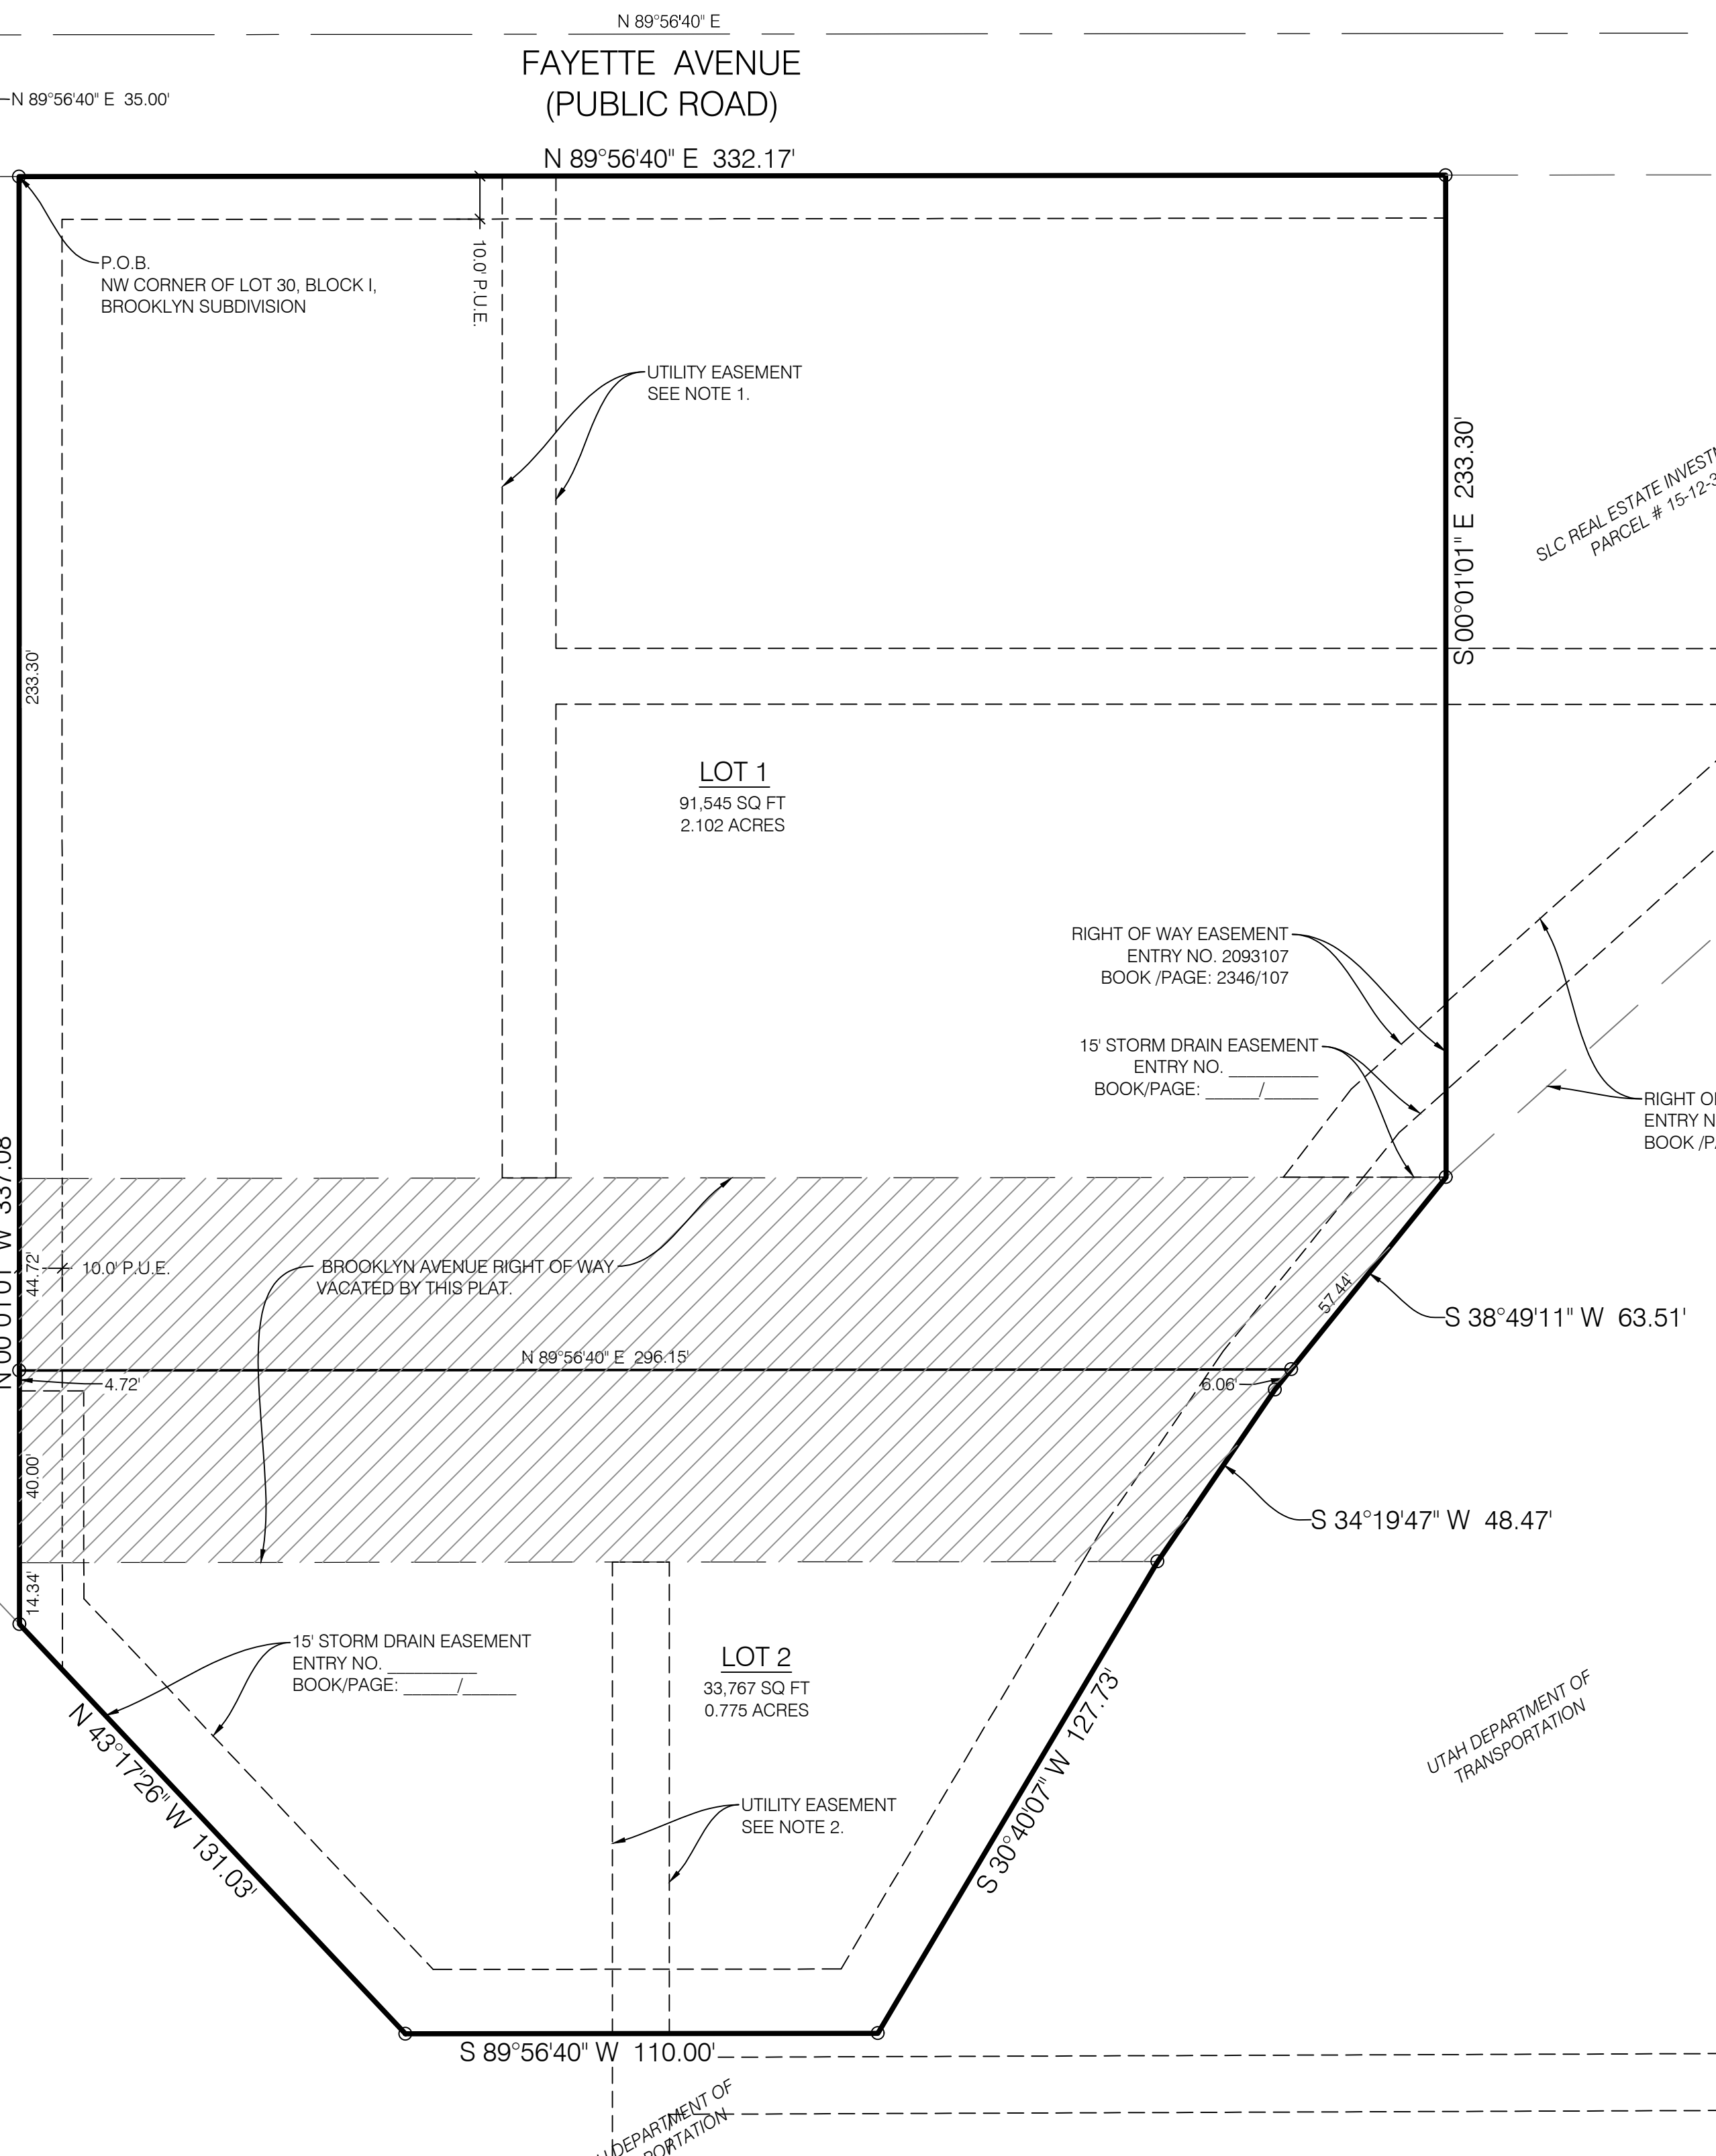 N 89°56'40" E
FAYETTE AVENUE
(PUBLIC ROAD)
N 89°56'40" E 35.00'
N 89°56'40" E 332.17'
P.O.B.
NW CORNER OF LOT 30, BLOCK I,
BROOKLYN SUBDIVISION
10.0' P.U.E.
UTILITY EASEMENT
SEE NOTE 1.
S 00°01'01" E 233.30'
SLC REAL ESTATE
PARCEL # 15-12-3
233.30'
LOT 1
91,545 SQ FT
2.102 ACRES
RIGHT OF WAY EASEMENT
ENTRY NO. 2093107
BOOK /PAGE: 2346/107
15' STORM DRAIN EASEMENT
ENTRY NO. __________
BOOK/PAGE: ______/______
RIGHT
ENTRY
BOOK
N 00°01'01" W 337.08'
44.72'
10.0' P.U.E.
BROOKLYN AVENUE RIGHT OF WAY
VACATED BY THIS PLAT.
57.44'
S 38°49'11" W 63.51'
N 89°56'40" E 296.15'
4.72'
6.06'
40.00'
S 34°19'47" W 48.47'
14.34'
15' STORM DRAIN EASEMENT
ENTRY NO. __________
BOOK/PAGE: ______/______
LOT 2
33,767 SQ FT
0.775 ACRES
N 43°17'26" W 131.03'
S 30°40'07" W 127.73'
UTAH DEPARTMENT OF
TRANSPORTATION
UTILITY EASEMENT
SEE NOTE 2.
S 89°56'40" W 110.00'
DEPARTMENT OF